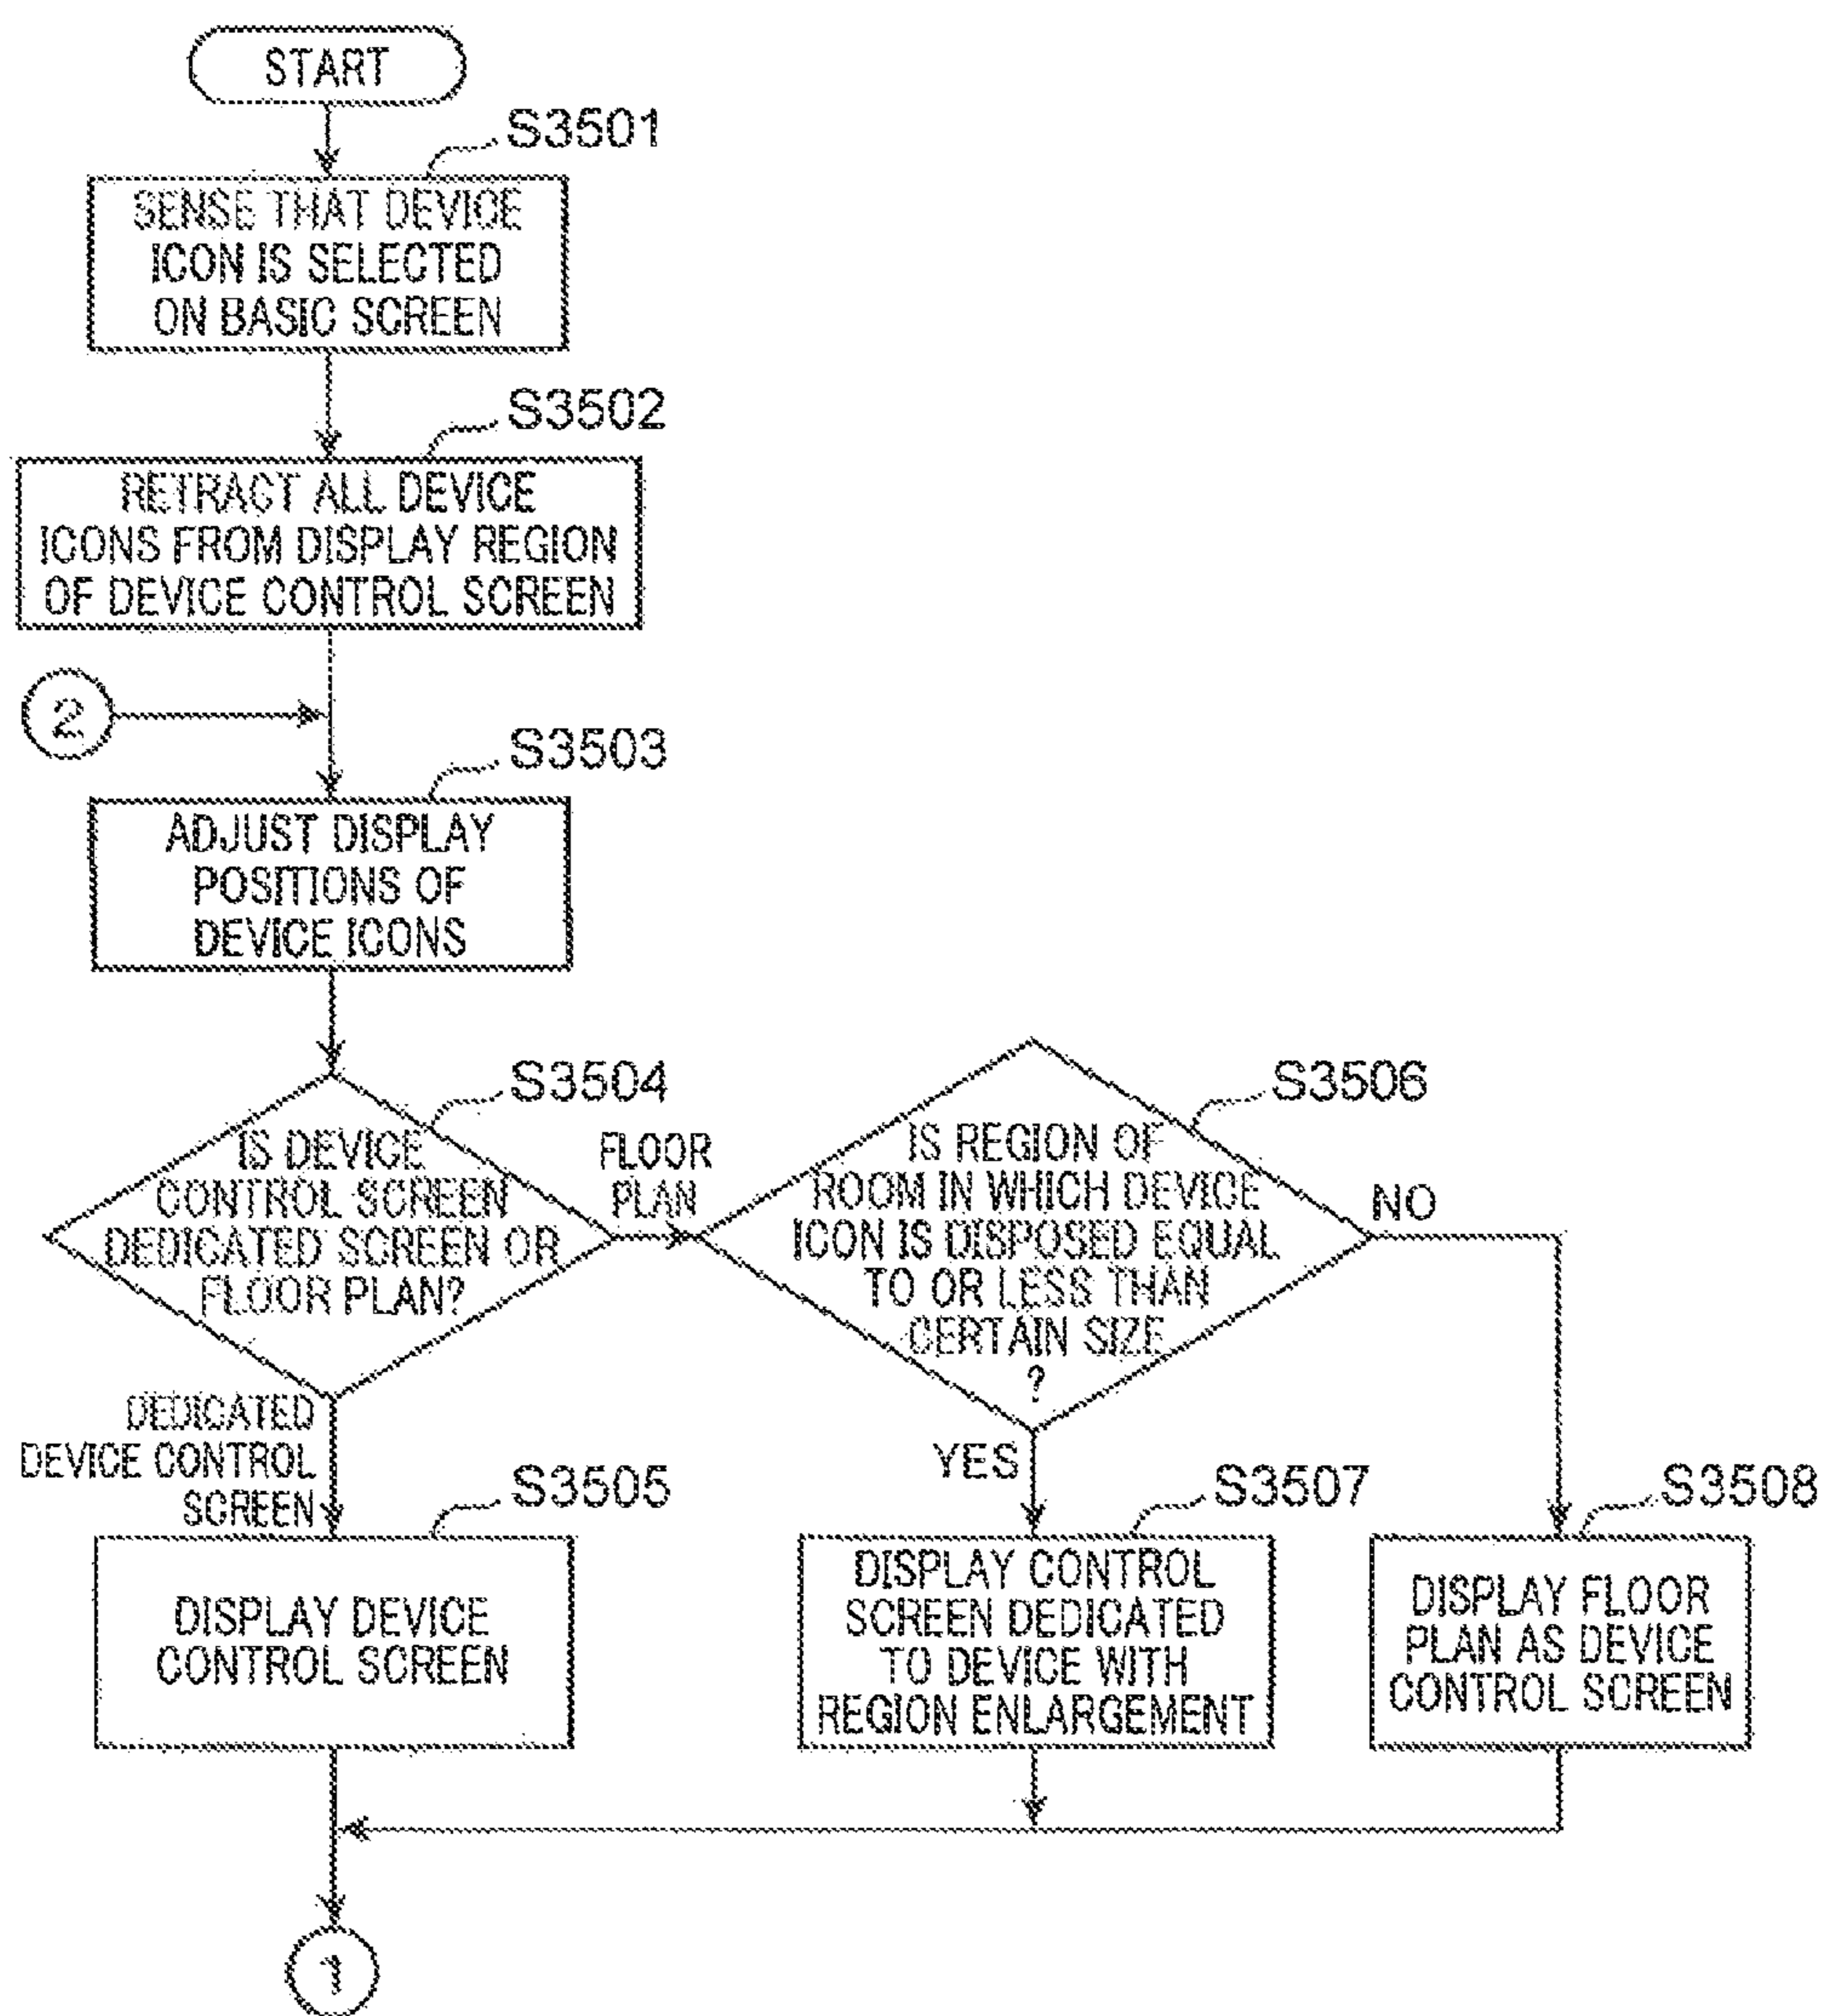 START
S3501
SENSE THAT DEVICE
ICON IS SELECTED
ON BASIC SCREEN
S3502
RETRACT ALL DEVICE
ICONS FROM DISPLAY REGION
OF DEVICE CONTROL SCREEN
2
S3503
ADJUST DISPLAY
POSITIONS OF
DEVICE ICONS
S3504
IS DEVICE
CONTROL SCREEN
DEDICATED SCREEN OR
FLOOR PLAN?
FLOOR
PLAN
S3506
IS REGION OF
ROOM IN WHICH DEVICE
ICON IS DISPOSED EQUAL
TO OR LESS THAN
CERTAIN SIZE
?
NO
DEDICATED
DEVICE CONTROL
SCREEN
YES
S3505
DISPLAY DEVICE
CONTROL SCREEN
S3507
DISPLAY CONTROL
SCREEN DEDICATED
TO DEVICE WITH
REGION ENLARGEMENT
S3508
DISPLAY FLOOR
PLAN AS DEVICE
CONTROL SCREEN
1